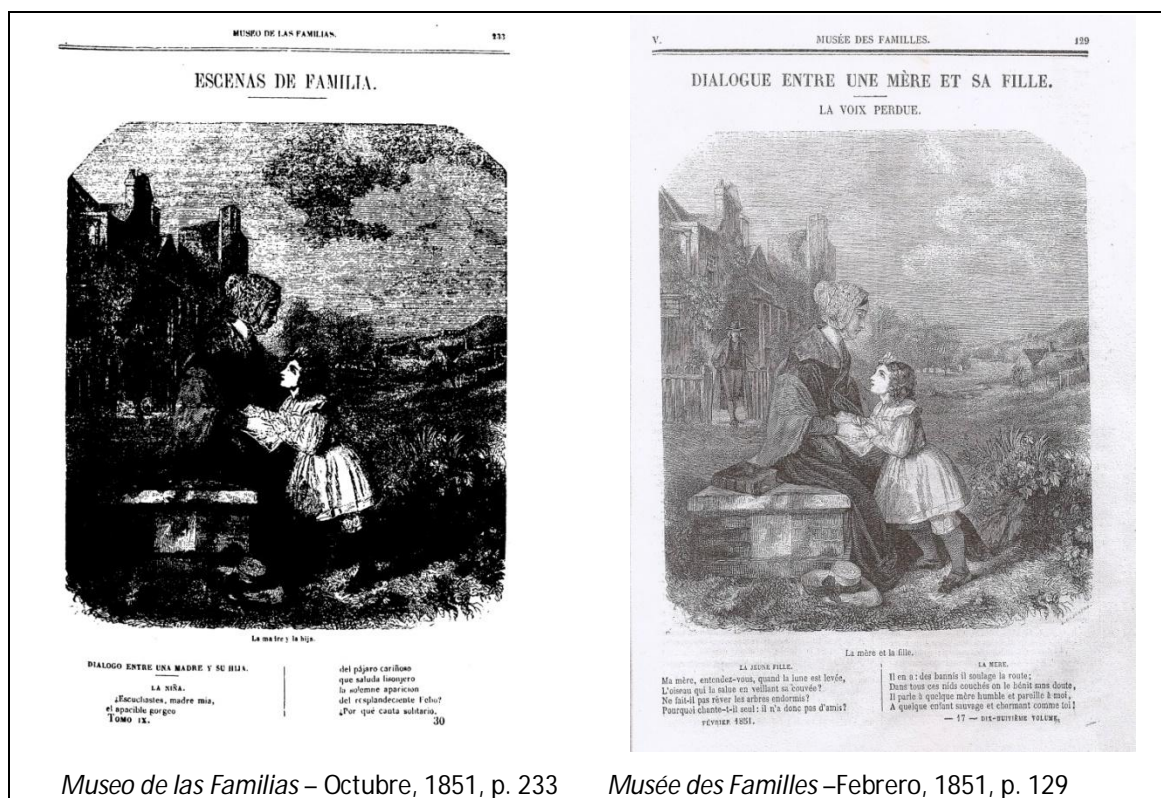 MUSEO DE LAS FAMILIAS.
233
ESCENAS DE FAMILIA.
La madre y la hija.
DIALOGO ENTRE UNA MADRE Y SU HIJA.
LA NIÑA.
¿Escuchastes, madre mia,
el apacible gorgeo
TOMO IX.
del pájaro cariñoso
que saluda lisonjero
la solemne aparicion
del resplandeciente Febo?
¿Por qué canta solitario,
30
V.
MUSÉE DES FAMILLES.
129
DIALOGUE ENTRE UNE MÈRE ET SA FILLE.
LA VOIX PERDUE.
La mère et la fille.
LA JEUNE FILLE.
Ma mère, entendez-vous, quand la lune est levée,
L'oiseau qui la salue en veillant sa couvée?
Ne fait-il pas rêver les arbres endormis?
Pourquoi chante-t-il seul: il n'a donc pas d'amis?
FÉVRIER 1851.
LA MÈRE.
Il en a: des bannis il soulage la route;
Dans tous ces nids couchés on le bénit sans doute,
Il parle à quelque mère humble et pareille à moi,
A quelque enfant sauvage et charmant comme toi!
— 17 — DIX-HUITIÈME VOLUME.
Museo de las Familias – Octubre, 1851, p. 233
Musée des Familles –Febrero, 1851, p. 129